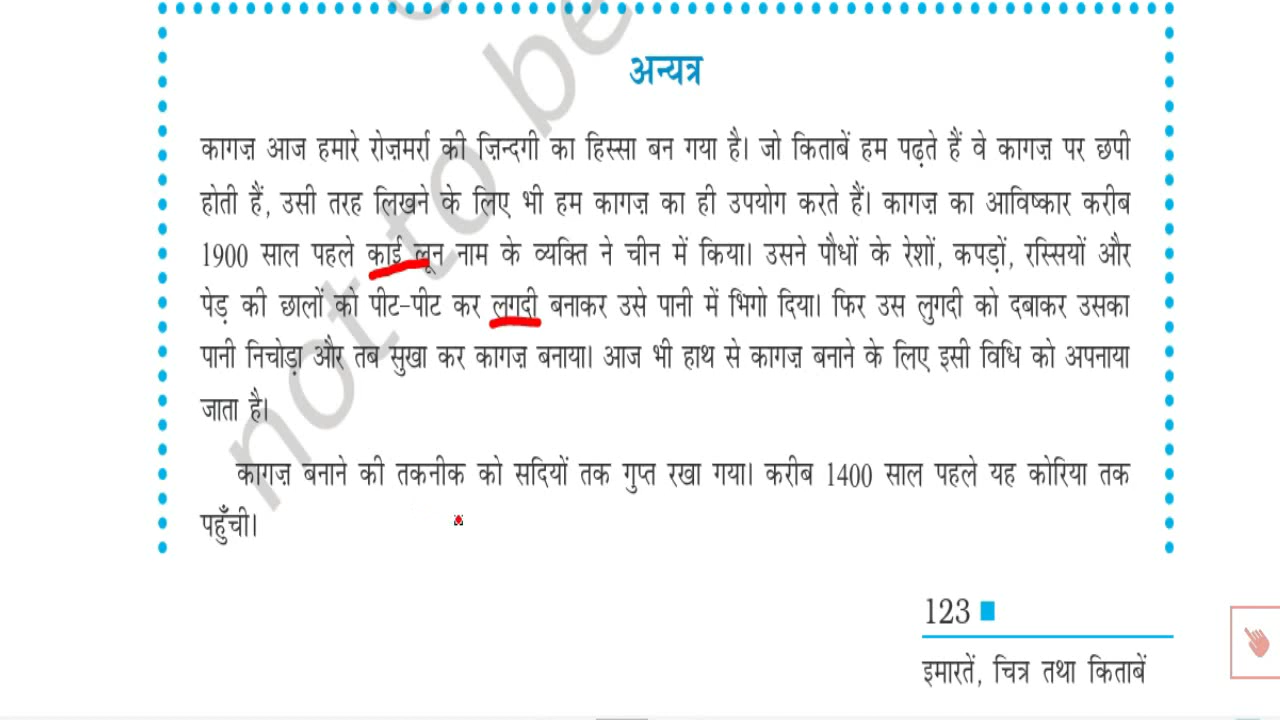 not to be
अन्यत्र
कागज़ आज हमारे रोज़मर्रा की ज़िन्दगी का हिस्सा बन गया है। जो किताबें हम पढ़ते हैं वे कागज़ पर छपी
होती हैं, उसी तरह लिखने के लिए भी हम कागज़ का ही उपयोग करते हैं। कागज़ का आविष्कार करीब
1900 साल पहले काई लून नाम के व्यक्ति ने चीन में किया। उसने पौधों के रेशों, कपड़ों, रस्सियों और
पेड़ की छालों को पीट-पीट कर लुगदी बनाकर उसे पानी में भिगो दिया। फिर उस लुगदी को दबाकर उसका
पानी निचोड़ा और तब सुखा कर कागज़ बनाया। आज भी हाथ से कागज़ बनाने के लिए इसी विधि को अपनाया
जाता है।
कागज़ बनाने की तकनीक को सदियों तक गुप्त रखा गया। करीब 1400 साल पहले यह कोरिया तक
पहुँची।
123
इमारतें, चित्र तथा किताबें